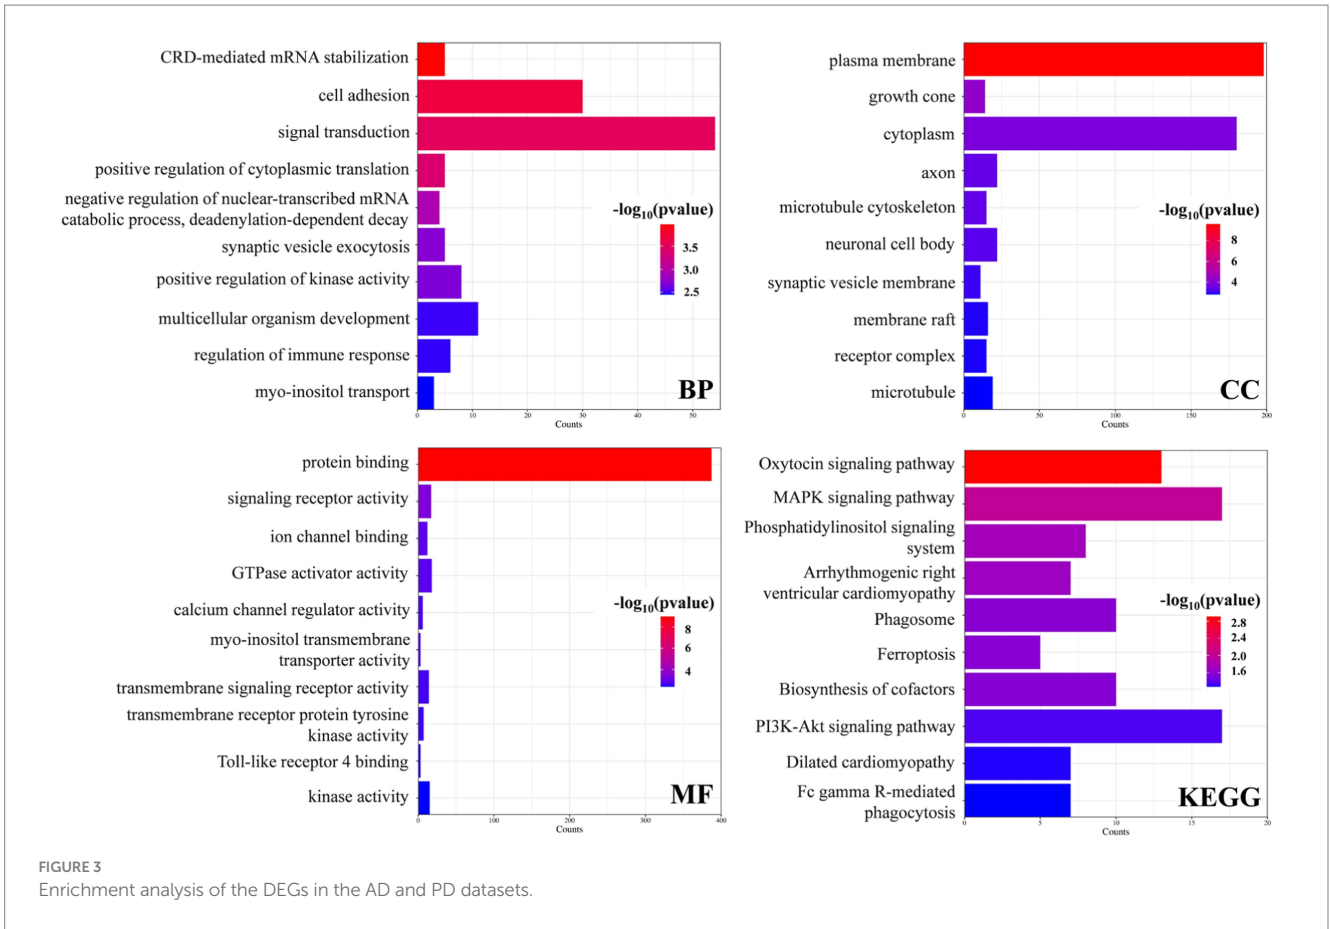 CRD-mediated mRNA stabilization
cell adhesion
signal transduction
positive regulation of cytoplasmic translation
negative regulation of nuclear-transcribed mRNA
catabolic process, deadenylation-dependent decay
synaptic vesicle exocytosis
positive regulation of kinase activity
multicellular organism development
regulation of immune response
myo-inositol transport
-log10(pvalue)
3.5
3.0
2.5
BP
0 10 20 30 40 50
Counts
plasma membrane
growth cone
cytoplasm
axon
microtubule cytoskeleton
neuronal cell body
synaptic vesicle membrane
membrane raft
receptor complex
microtubule
-log10(pvalue)
8
6
4
CC
0 50 100 150 200
Counts
protein binding
signaling receptor activity
ion channel binding
GTPase activator activity
calcium channel regulator activity
myo-inositol transmembrane
transporter activity
transmembrane signaling receptor activity
transmembrane receptor protein tyrosine
kinase activity
Toll-like receptor 4 binding
kinase activity
-log10(pvalue)
8
6
4
MF
0 100 200 300 400
Counts
Oxytocin signaling pathway
MAPK signaling pathway
Phosphatidylinositol signaling
system
Arrhythmogenic right
ventricular cardiomyopathy
Phagosome
Ferroptosis
Biosynthesis of cofactors
PI3K-Akt signaling pathway
Dilated cardiomyopathy
Fc gamma R-mediated
phagocytosis
-log10(pvalue)
2.8
2.4
2.0
1.6
KEGG
0 5 10 15 20
Counts
FIGURE 3
Enrichment analysis of the DEGs in the AD and PD datasets.